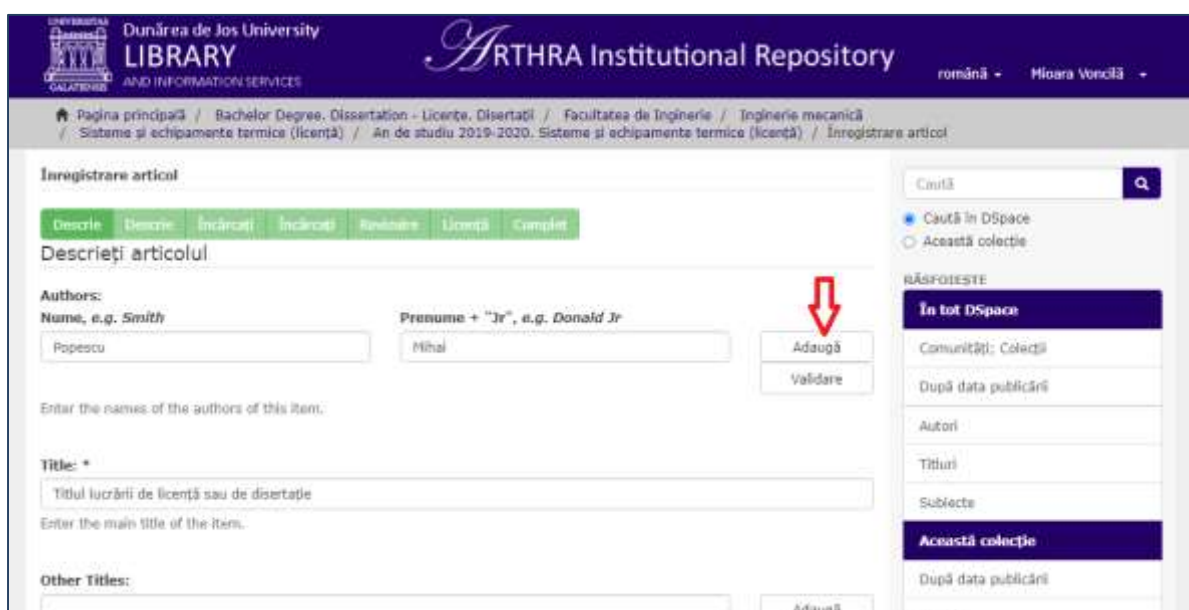 UNIVERSITAS
GALATIENSIS
Dunărea de Jos University
LIBRARY
AND INFORMATION SERVICES
ARTHRA Institutional Repository
română
Mioara Voncilă
Pagina principală / Bachelor Degree. Dissertation - Licențe. Disertații / Facultatea de Inginerie / Inginerie mecanică
/ Sisteme și echipamente termice (licență) / An de studiu 2019-2020. Sisteme și echipamente termice (licență) / Înregistrare articol
Înregistrare articol
Descrie Descrie Încărcați Încărcați Revizuire Licență Complet
Descrieți articolul
Authors:
Nume, e.g. Smith
Prenume + "Jr", e.g. Donald Jr
Popescu
Mihai
Adaugă
Validare
Enter the names of the authors of this item.
Title: *
Titlul lucrării de licență sau de disertație
Enter the main title of the item.
Other Titles:
Adaugă
Caută
Caută în DSpace
Această colecție
RĂSFOIEȘTE
În tot DSpace
Comunități; Colecții
După data publicării
Autori
Titluri
Subiecte
Această colecție
După data publicării